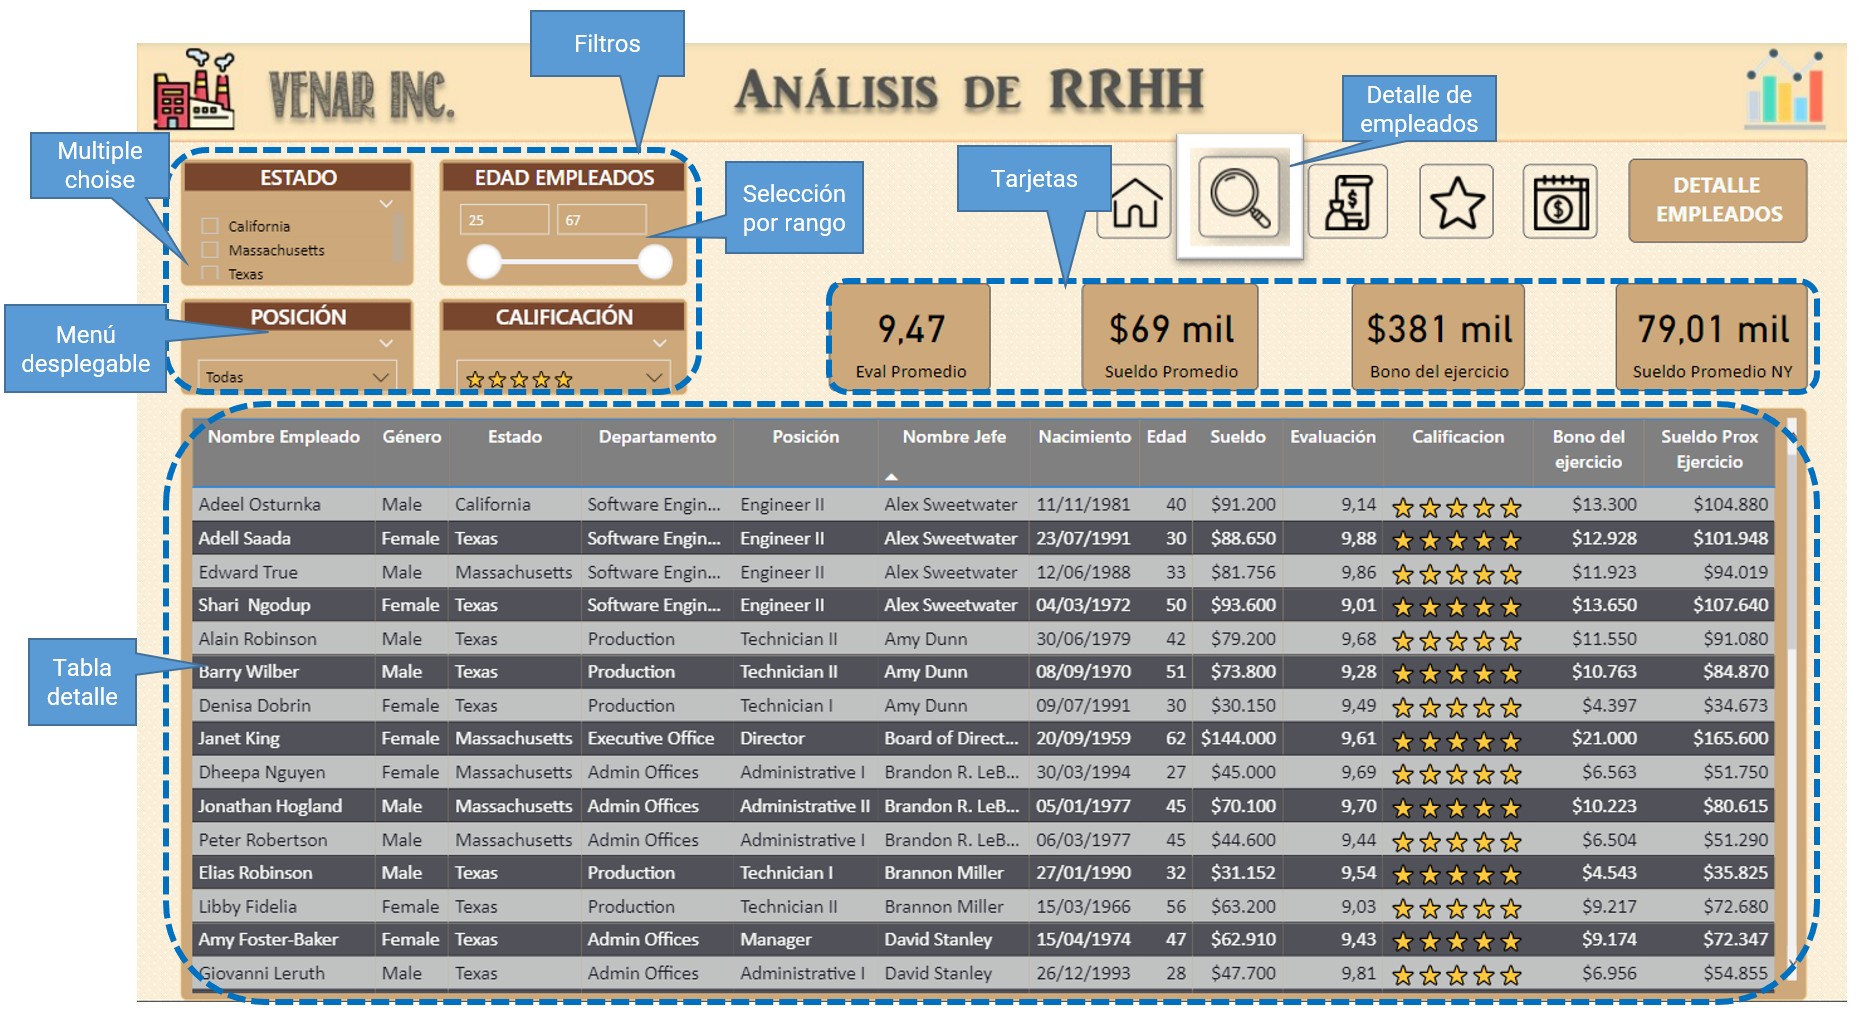 Filtros
VENAR INC.
ANÁLISIS DE RRHH
Detalle de
empleados
Multiple
choise
Tarjetas
Selección
por rango
ESTADO
California
Massachusetts
Texas
EDAD EMPLEADOS
25 67
DETALLE
EMPLEADOS
Menú
desplegable
POSICIÓN
Todas
CALIFICACIÓN
9,47
Eval Promedio
$69 mil
Sueldo Promedio
$381 mil
Bono del ejercicio
79,01 mil
Sueldo Promedio NY
Tabla
detalle
Nombre Empleado Género Estado Departamento Posición Nombre Jefe Nacimiento Edad Sueldo Evaluación Calificacion Bono del ejercicio Sueldo Prox Ejercicio
Adeel Osturnka Male California Software Engin... Engineer II Alex Sweetwater 11/11/1981 40 $91.200 9,14 $13.300 $104.880
Adell Saada Female Texas Software Engin... Engineer II Alex Sweetwater 23/07/1991 30 $88.650 9,88 $12.928 $101.948
Edward True Male Massachusetts Software Engin... Engineer II Alex Sweetwater 12/06/1988 33 $81.756 9,86 $11.923 $94.019
Shari Ngodup Female Texas Software Engin... Engineer II Alex Sweetwater 04/03/1972 50 $93.600 9,01 $13.650 $107.640
Alain Robinson Male Texas Production Technician II Amy Dunn 30/06/1979 42 $79.200 9,68 $11.550 $91.080
Barry Wilber Male Texas Production Technician II Amy Dunn 08/09/1970 51 $73.800 9,28 $10.763 $84.870
Denisa Dobrin Female Texas Production Technician I Amy Dunn 09/07/1991 30 $30.150 9,49 $4.397 $34.673
Janet King Female Massachusetts Executive Office Director Board of Direct... 20/09/1959 62 $144.000 9,61 $21.000 $165.600
Dheepa Nguyen Female Massachusetts Admin Offices Administrative I Brandon R. LeB... 30/03/1994 27 $45.000 9,69 $6.563 $51.750
Jonathan Hogland Male Massachusetts Admin Offices Administrative II Brandon R. LeB... 05/01/1977 45 $70.100 9,70 $10.223 $80.615
Peter Robertson Male Massachusetts Admin Offices Administrative I Brandon R. LeB... 06/03/1977 45 $44.600 9,44 $6.504 $51.290
Elias Robinson Male Texas Production Technician I Brannon Miller 27/01/1990 32 $31.152 9,54 $4.543 $35.825
Libby Fidelia Female Texas Production Technician II Brannon Miller 15/03/1966 56 $63.200 9,03 $9.217 $72.680
Amy Foster-Baker Female Texas Admin Offices Manager David Stanley 15/04/1974 47 $62.910 9,43 $9.174 $72.347
Giovanni Leruth Male Texas Admin Offices Administrative I David Stanley 26/12/1993 28 $47.700 9,81 $6.956 $54.855